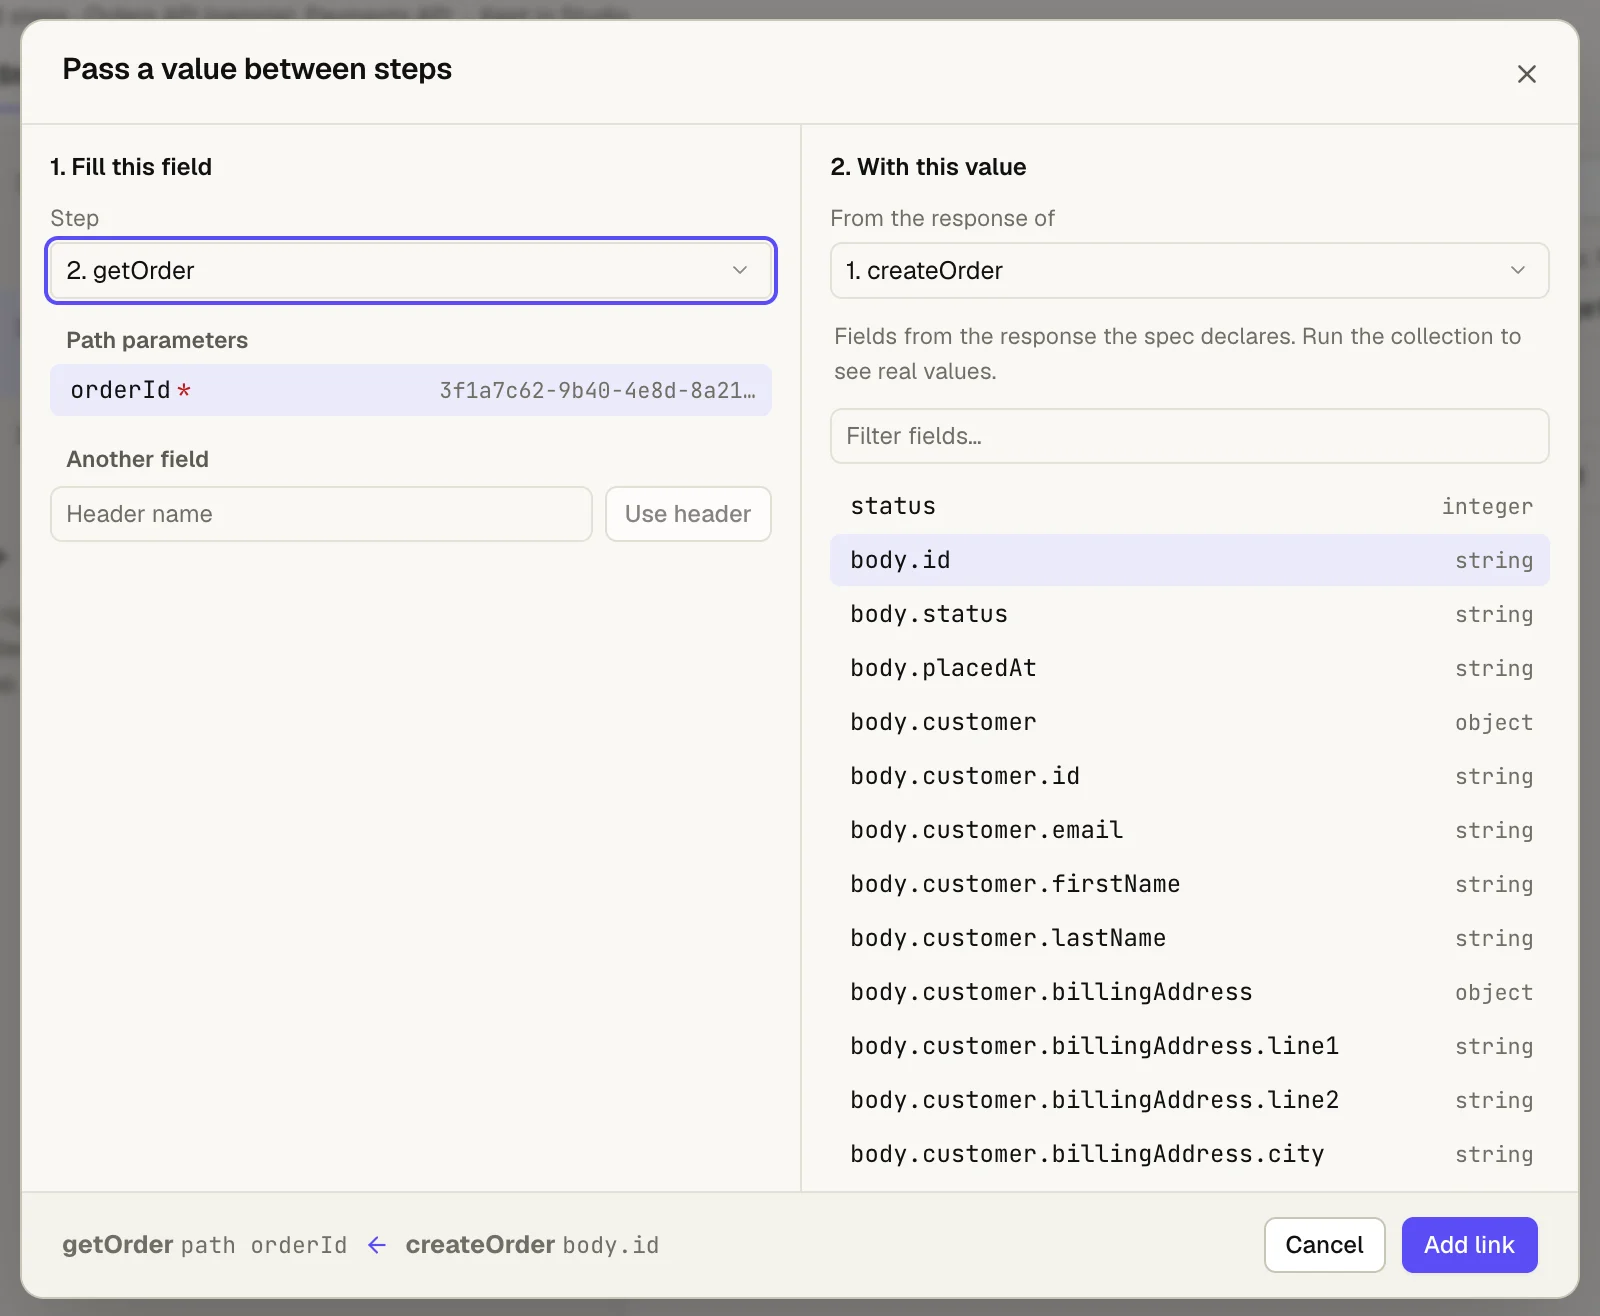 Pass a value between steps
1. Fill this field
Step
2. getOrder
Path parameters
orderId *
3f1a7c62-9b40-4e8d-8a21…
Another field
Header name
Use header
2. With this value
From the response of
1. createOrder
Fields from the response the spec declares. Run the collection to
see real values.
Filter fields…
status integer
body.id string
body.status string
body.placedAt string
body.customer object
body.customer.id string
body.customer.email string
body.customer.firstName string
body.customer.lastName string
body.customer.billingAddress object
body.customer.billingAddress.line1 string
body.customer.billingAddress.line2 string
body.customer.billingAddress.city string
getOrder path orderId ← createOrder body.id
Cancel
Add link